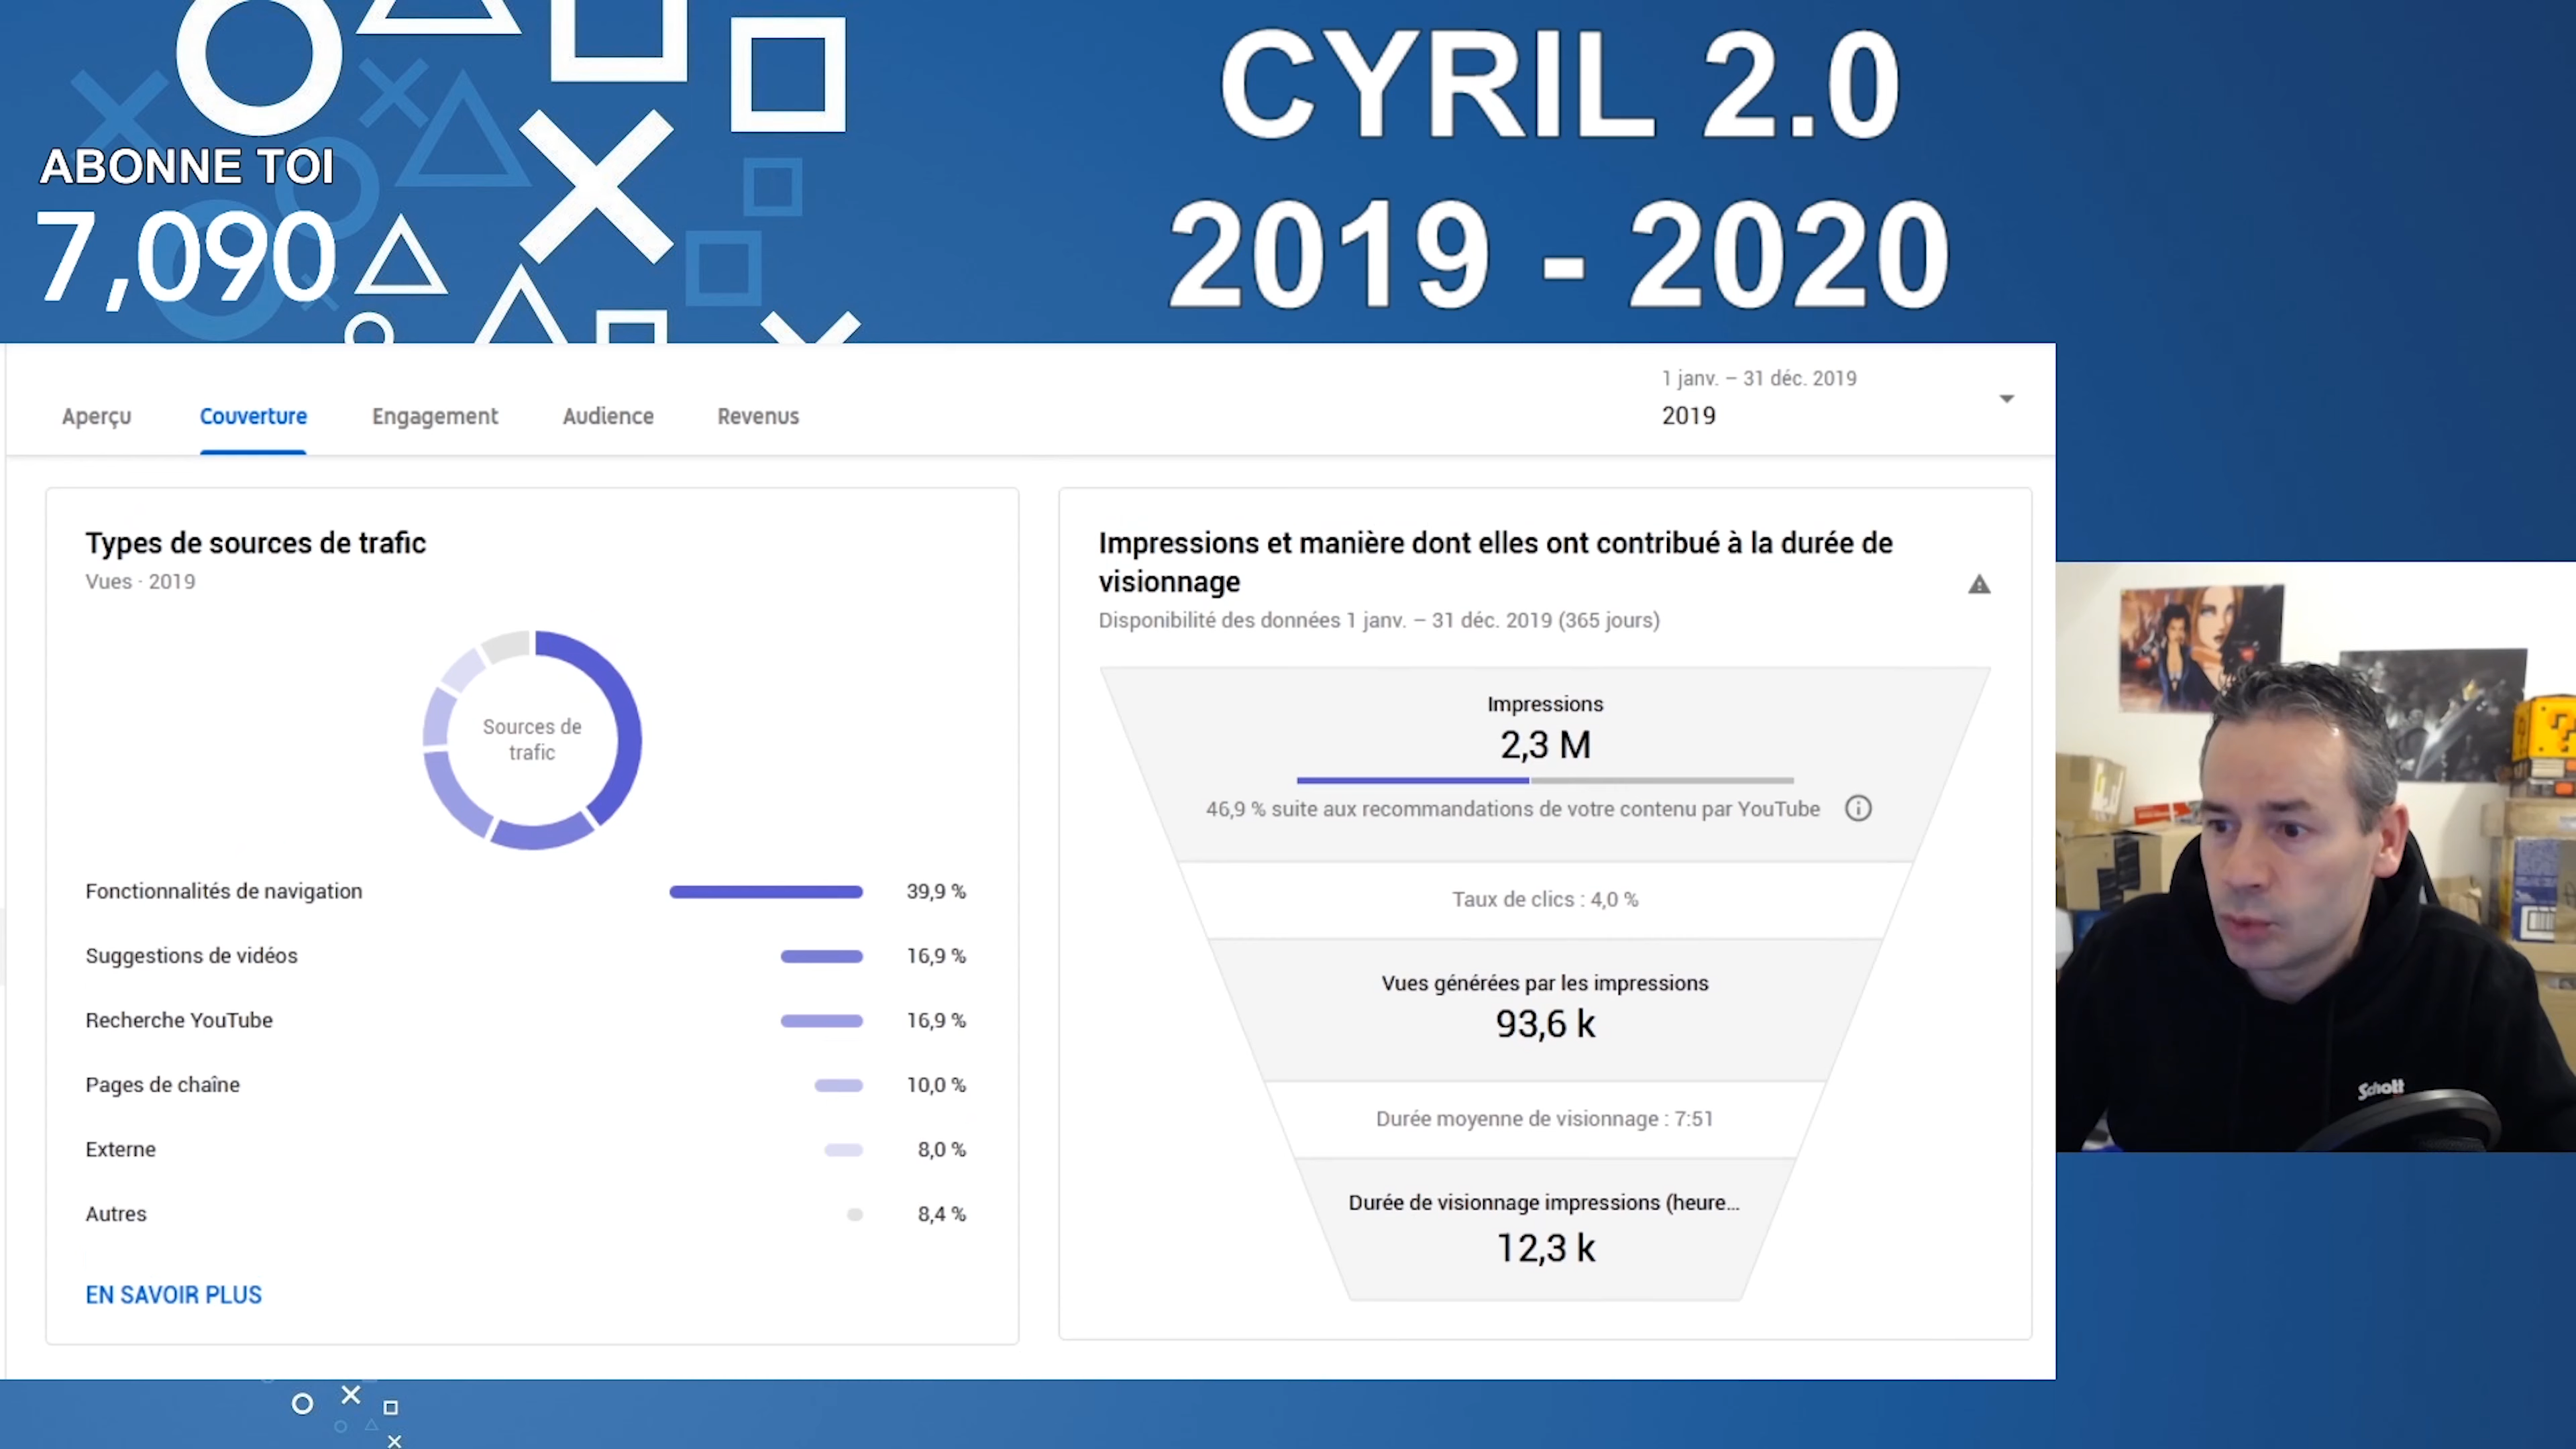 CYRIL 2.0
2019 - 2020
ABONNE TOI
7,090
Aperçu
Couverture
Engagement
Audience
Revenus
1 janv. – 31 déc. 2019
2019
Types de sources de trafic
Vues · 2019
Sources de
trafic
Fonctionnalités de navigation
39,9 %
Suggestions de vidéos
16,9 %
Recherche YouTube
16,9 %
Pages de chaîne
10,0 %
Externe
8,0 %
Autres
8,4 %
EN SAVOIR PLUS
Impressions et manière dont elles ont contribué à la durée de
visionnage
Disponibilité des données 1 janv. – 31 déc. 2019 (365 jours)
Impressions
2,3 M
46,9 % suite aux recommandations de votre contenu par YouTube
Taux de clics : 4,0 %
Vues générées par les impressions
93,6 k
Durée moyenne de visionnage : 7:51
Durée de visionnage impressions (heure...
12,3 k
Schott